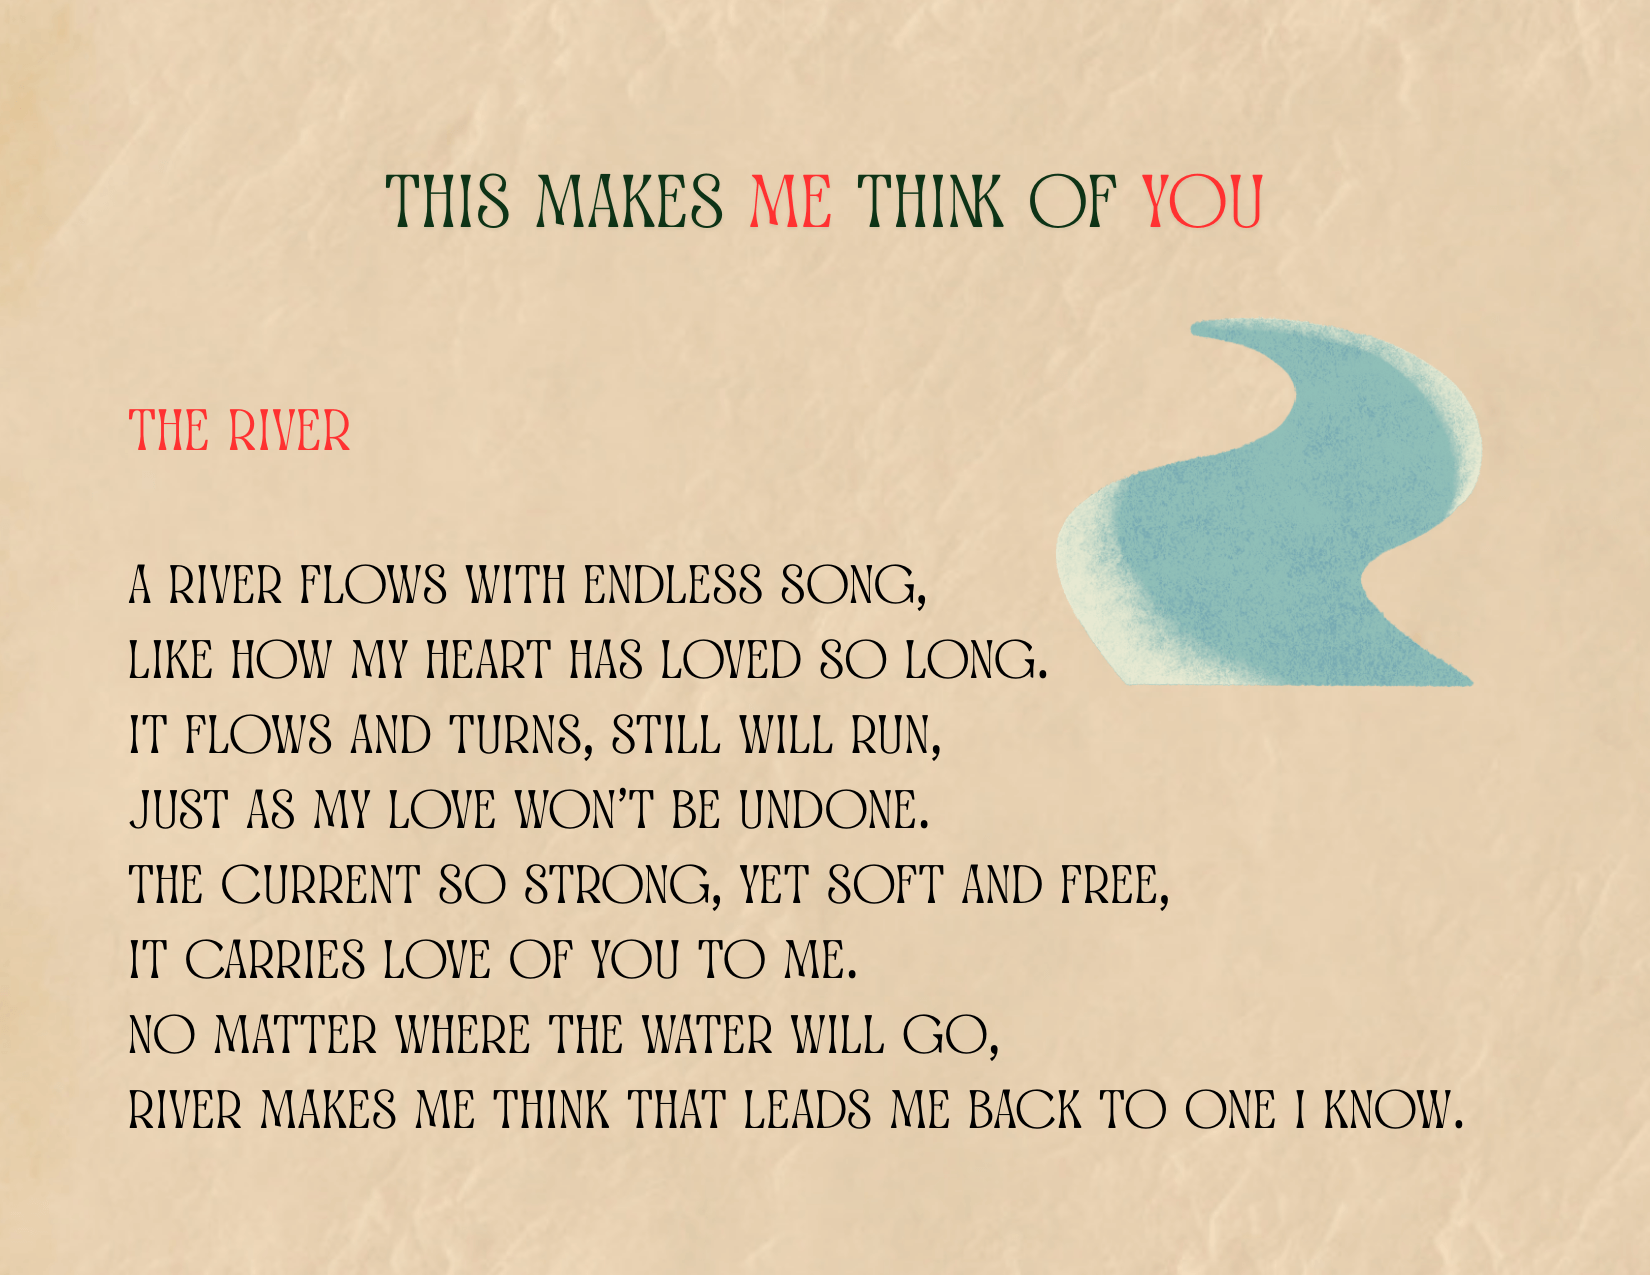 THIS MAKES ME THINK OF YOU
THE RIVER
A RIVER FLOWS WITH ENDLESS SONG,
LIKE HOW MY HEART HAS LOVED SO LONG.
IT FLOWS AND TURNS, STILL WILL RUN,
JUST AS MY LOVE WON’T BE UNDONE.
THE CURRENT SO STRONG, YET SOFT AND FREE,
IT CARRIES LOVE OF YOU TO ME.
NO MATTER WHERE THE WATER WILL GO,
RIVER MAKES ME THINK THAT LEADS ME BACK TO ONE I KNOW.